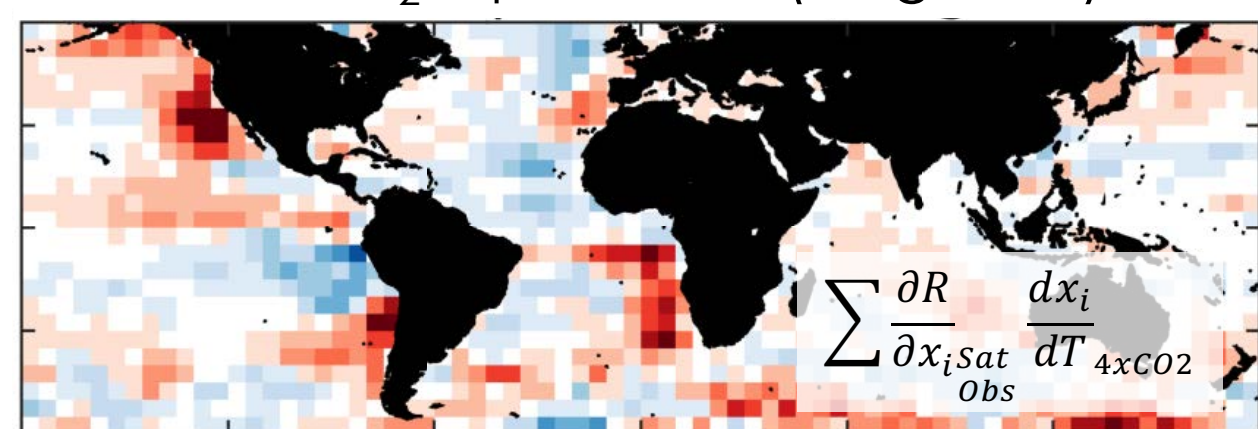 ∑ ∂R/∂x_i Sat Obs dx_i/dT 4xCO2